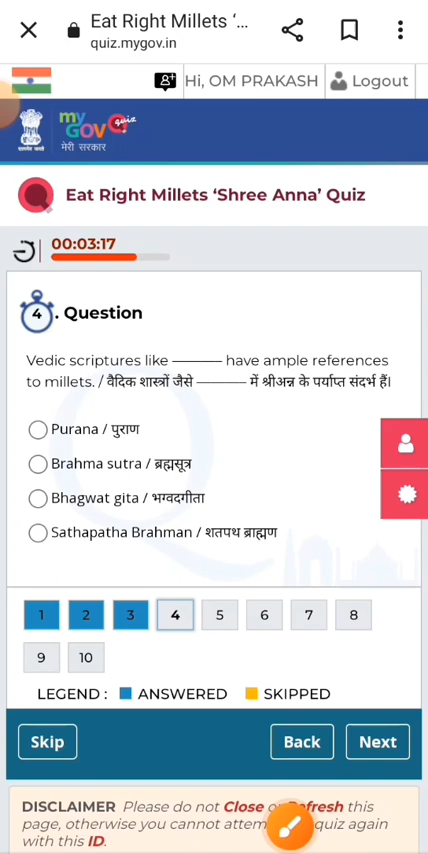 Eat Right Millets ‘...
quiz.mygov.in
Hi, OM PRAKASH
Logout
my
GOV quiz
मेरी सरकार
सत्यमेव जयते
Eat Right Millets ‘Shree Anna’ Quiz
00:03:17
4 . Question
Vedic scriptures like ———— have ample references
to millets. / वैदिक शास्त्रों जैसे ———— में श्रीअन्न के पर्याप्त संदर्भ हैं।
Purana / पुराण
Brahma sutra / ब्रह्मसूत्र
Bhagwat gita / भगवदगीता
Sathapatha Brahman / शतपथ ब्राह्मण
1 2 3 4 5 6 7 8
9 10
LEGEND : ANSWERED SKIPPED
Skip Back Next
DISCLAIMER Please do not Close this
page, otherwise you cannot quiz again
with this ID.